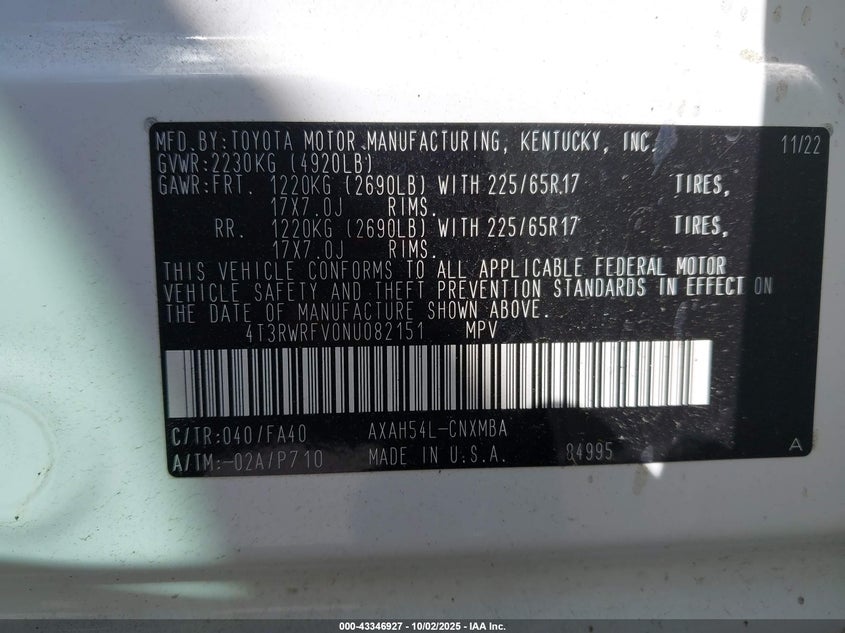 MFD.BY:TOYOTA MOTOR MANUFACTURING, KENTUCKY, INC. 11/22
GVWR:2230KG (4920LB)
GAWR:FRT. 1220KG (2690LB) WITH 225/65R17 TIRES,
17X7.0J RIMS.
RR. 1220KG (2690LB) WITH 225/65R17 TIRES,
17X7.0J RIMS.
THIS VEHICLE CONFORMS TO ALL APPLICABLE FEDERAL MOTOR
VEHICLE SAFETY AND THEFT PREVENTION STANDARDS IN EFFECT ON
THE DATE OF MANUFACTURE SHOWN ABOVE.
4T3RWRFV0NU082151 MPV
C/TR:040/FA40 AXAH54L-CNXMBA
A/TM:-02A/P710 MADE IN U.S.A. 84995 A
000-43346927 - 10/02/2025 - IAA Inc.